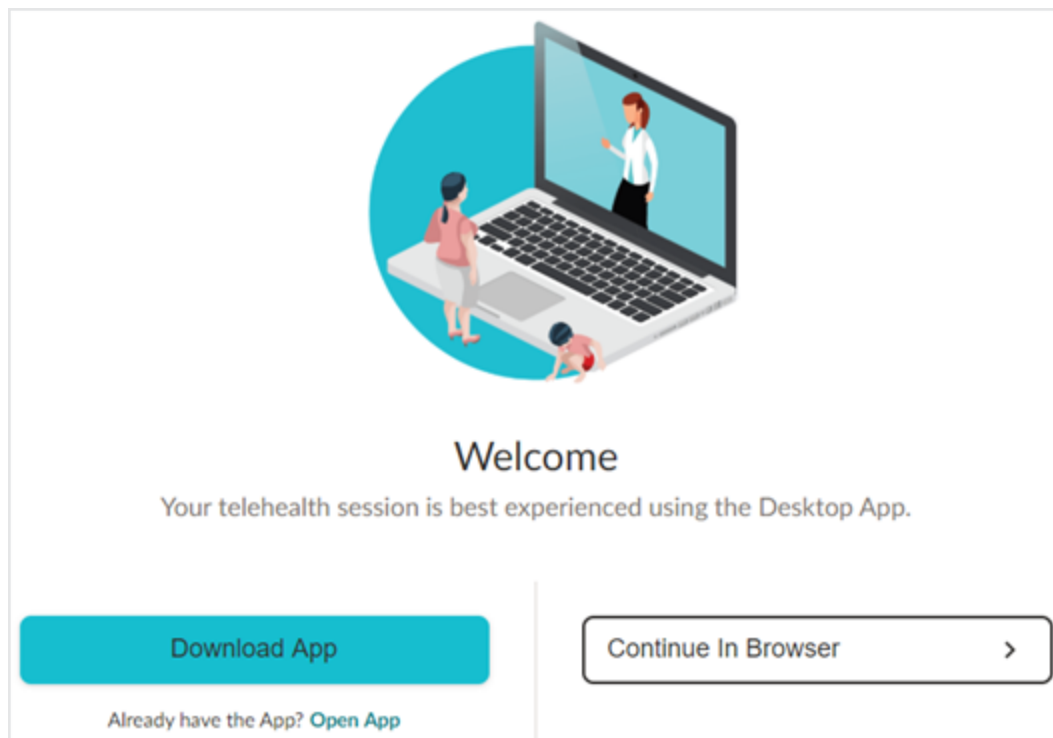 Welcome
Your telehealth session is best experienced using the Desktop App.
Download App
Already have the App? Open App
Continue In Browser